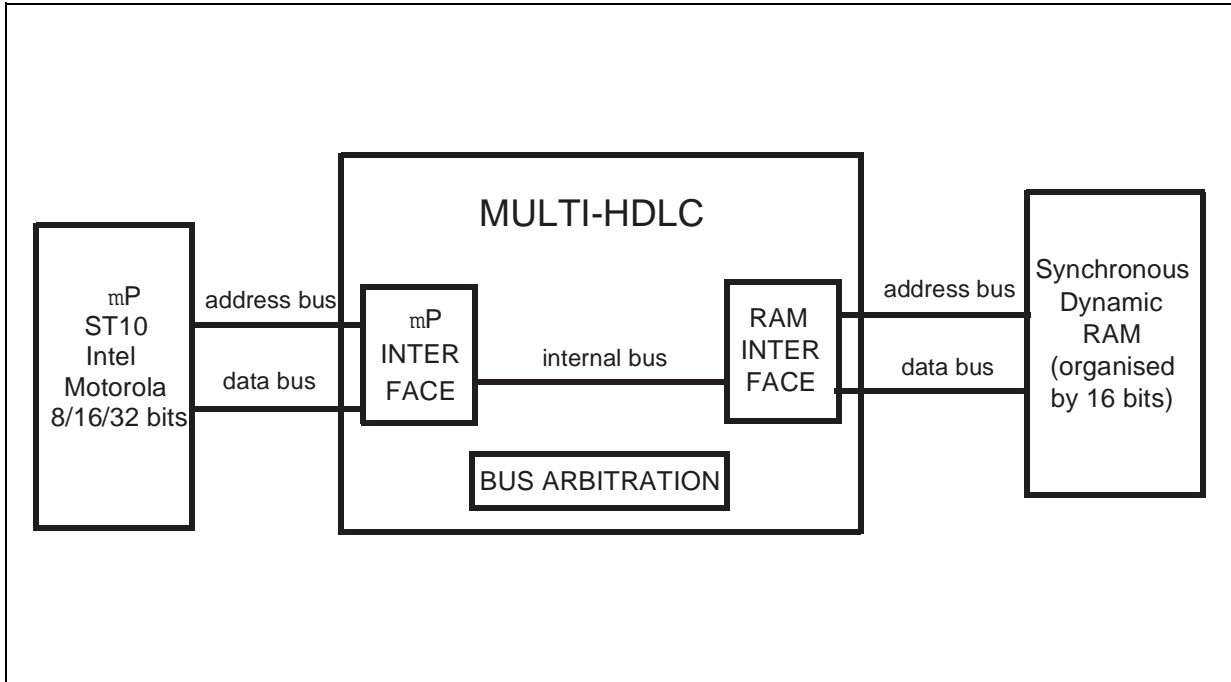 MULTI-HDLC
mP
ST10
Intel
Motorola
8/16/32 bits
address bus
data bus
mP
INTER
FACE
internal bus
RAM
INTER
FACE
BUS ARBITRATION
address bus
data bus
Synchronous
Dynamic
RAM
(organised
by 16 bits)